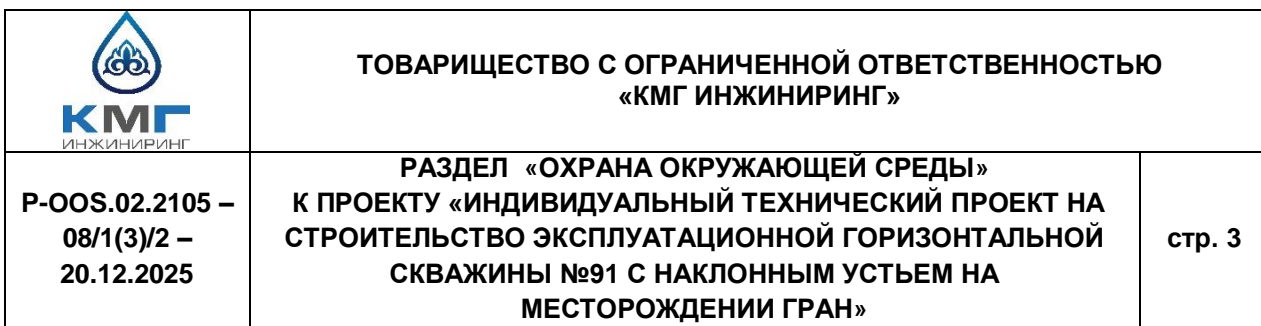 КМГ
ИНЖИНИРИНГ
ТОВАРИЩЕСТВО С ОГРАНИЧЕННОЙ ОТВЕТСТВЕННОСТЬЮ
«КМГ ИНЖИНИРИНГ»
P-OOS.02.2105 –
08/1(3)/2 –
20.12.2025
РАЗДЕЛ «ОХРАНА ОКРУЖАЮЩЕЙ СРЕДЫ»
К ПРОЕКТУ «ИНДИВИДУАЛЬНЫЙ ТЕХНИЧЕСКИЙ ПРОЕКТ НА
СТРОИТЕЛЬСТВО ЭКСПЛУАТАЦИОННОЙ ГОРИЗОНТАЛЬНОЙ
СКВАЖИНЫ №91 С НАКЛОННЫМ УСТЬЕМ НА
МЕСТОРОЖДЕНИИ ГРАН»
стр. 3